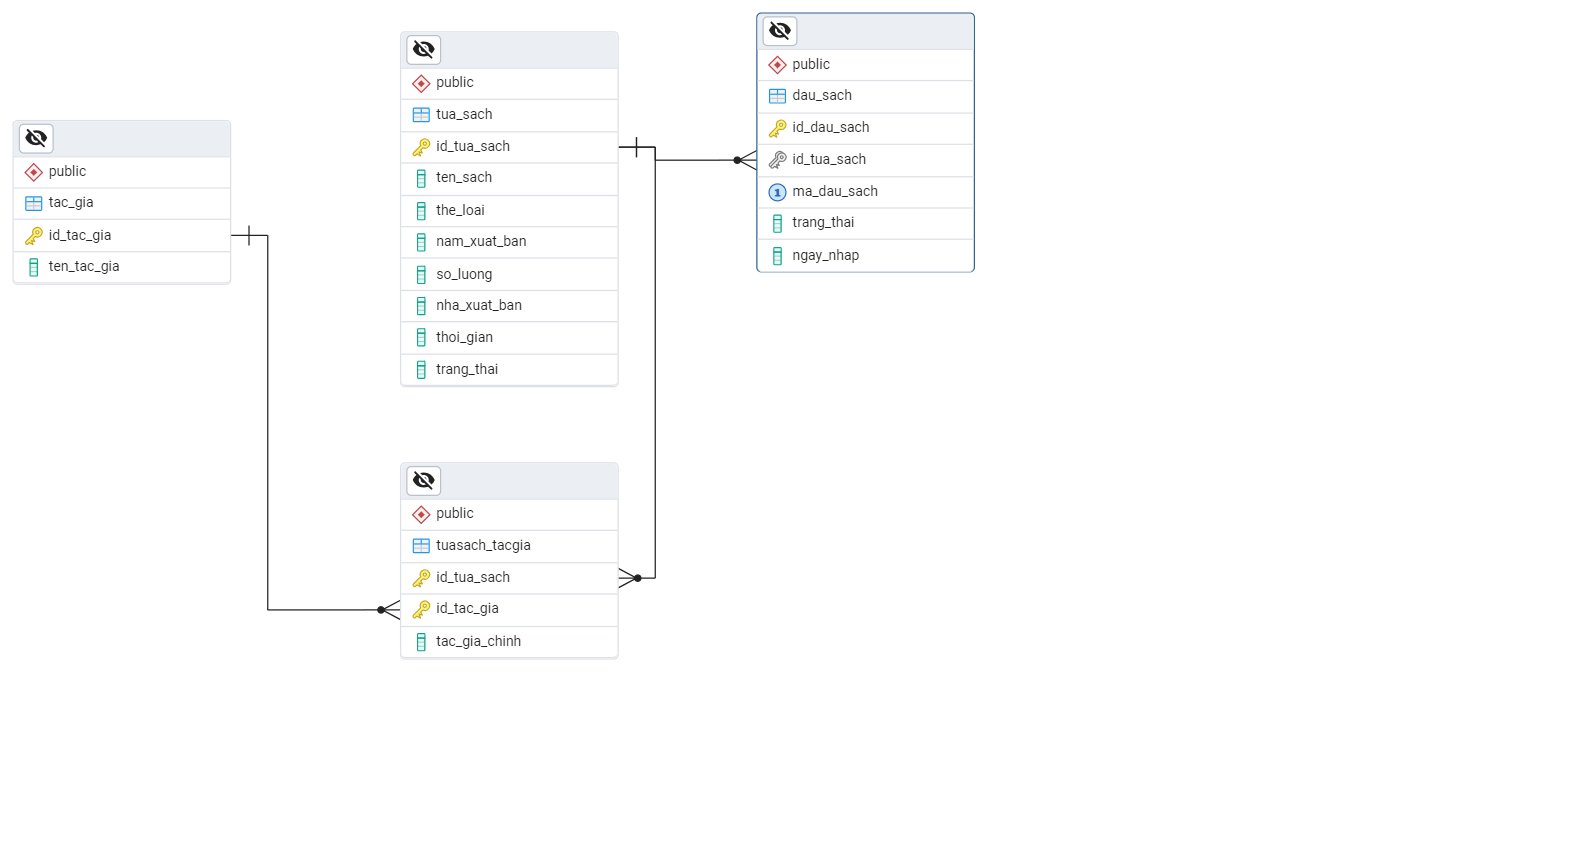 public
tac_gia
id_tac_gia
ten_tac_gia
public
tua_sach
id_tua_sach
ten_sach
the_loai
nam_xuat_ban
so_luong
nha_xuat_ban
thoi_gian
trang_thai
public
tuasach_tacgia
id_tua_sach
id_tac_gia
tac_gia_chinh
public
dau_sach
id_dau_sach
id_tua_sach
1 ma_dau_sach
trang_thai
ngay_nhap